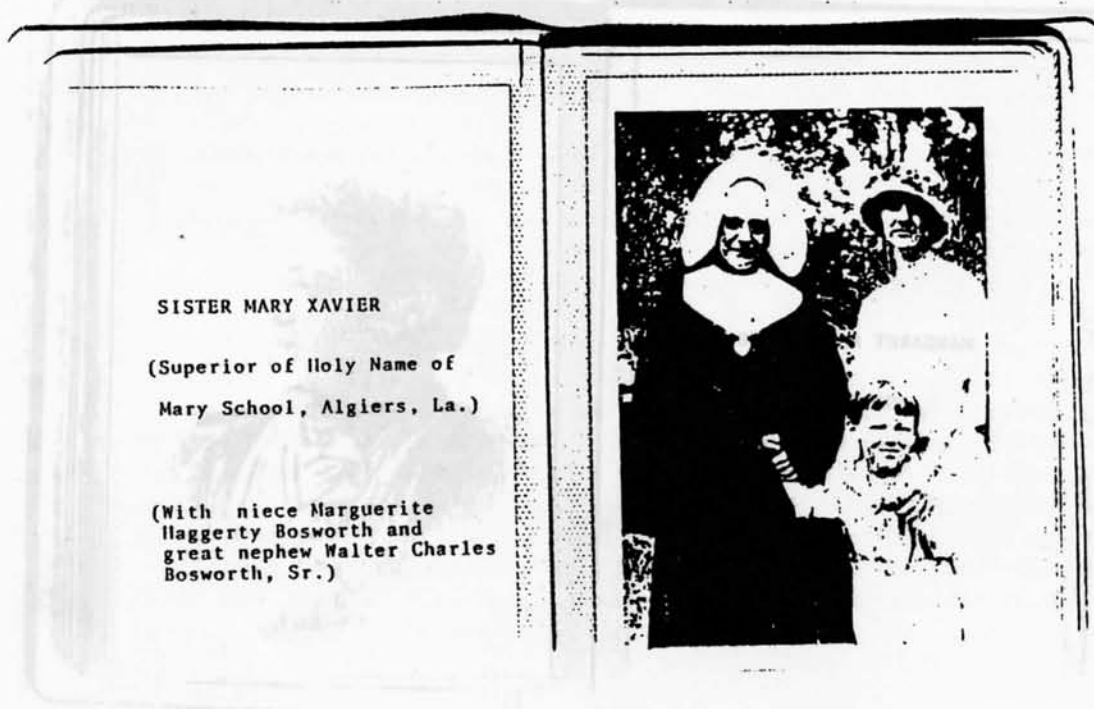 SISTER MARY XAVIER
(Superior of Holy Name of
Mary School, Algiers, La.)
(With niece Marguerite
Haggerty Bosworth and
great nephew Walter Charles
Bosworth, Sr.)